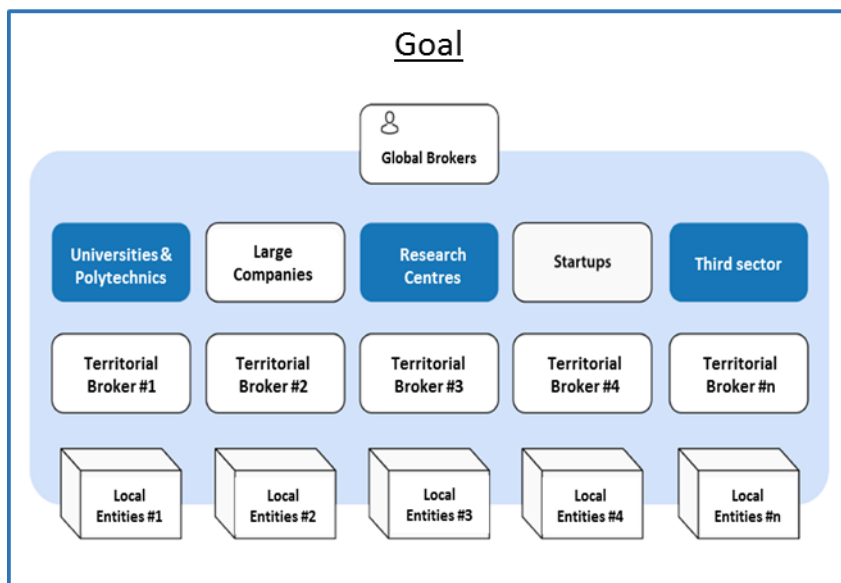 Goal
Global Brokers
Universities &
Polytechnics
Large
Companies
Research
Centres
Startups
Third sector
Territorial
Broker #1
Territorial
Broker #2
Territorial
Broker #3
Territorial
Broker #4
Territorial
Broker #n
Local
Entities #1
Local
Entities #2
Local
Entities #3
Local
Entities #4
Local
Entities #n